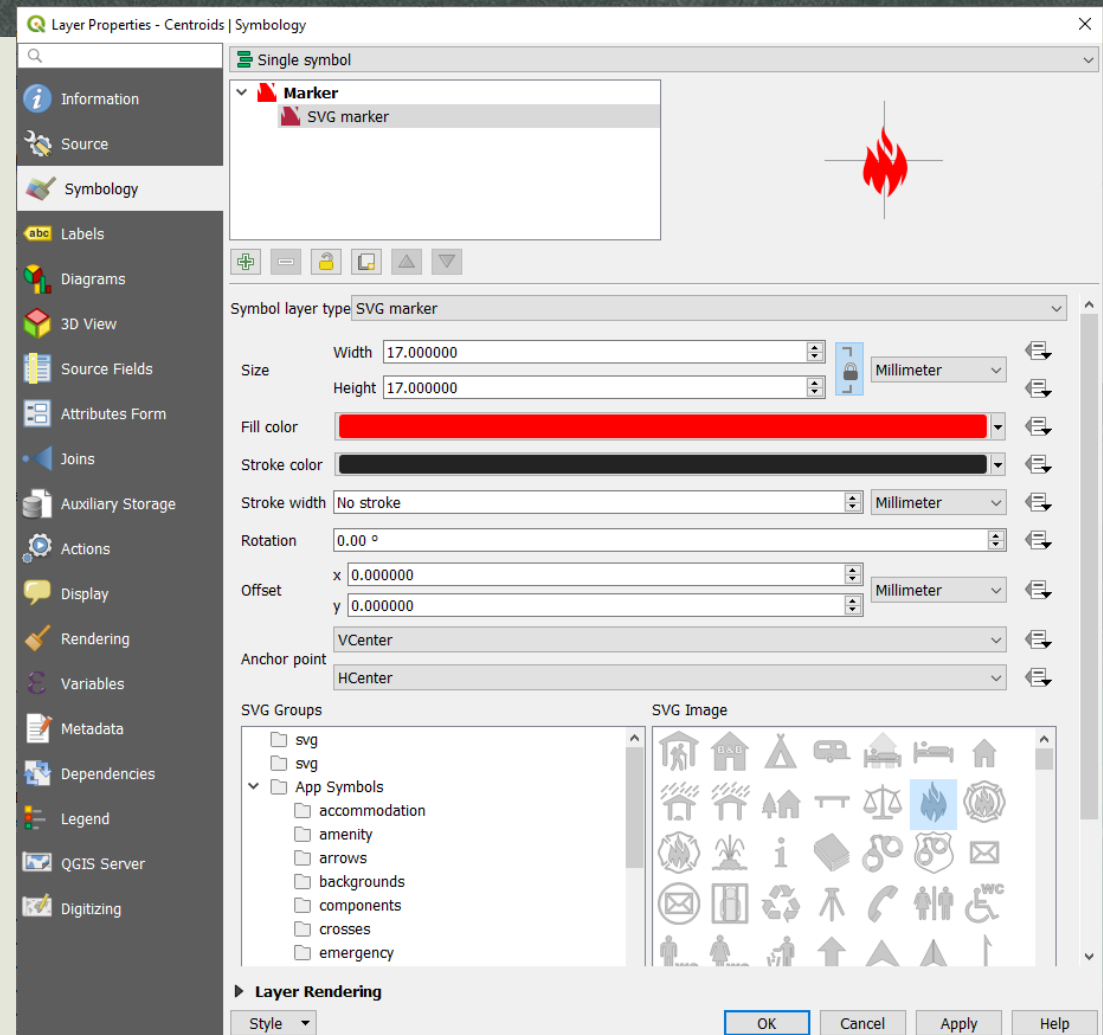 Layer Properties - Centroids | Symbology
Information
Source
Symbology
abc Labels
Diagrams
3D View
Source Fields
Attributes Form
Joins
Auxiliary Storage
Actions
Display
Rendering
Variables
Metadata
Dependencies
Legend
QGIS Server
Digitizing
Single symbol
Marker
SVG marker
Symbol layer type SVG marker
Size
Width 17.000000
Height 17.000000
Millimeter
Fill color
Stroke color
Stroke width No stroke Millimeter
Rotation 0.00 °
Offset
x 0.000000
y 0.000000
Millimeter
Anchor point
VCenter
HCenter
SVG Groups
svg
svg
App Symbols
accommodation
amenity
arrows
backgrounds
components
crosses
emergency
SVG Image
B&B
WC
Layer Rendering
Style OK Cancel Apply Help